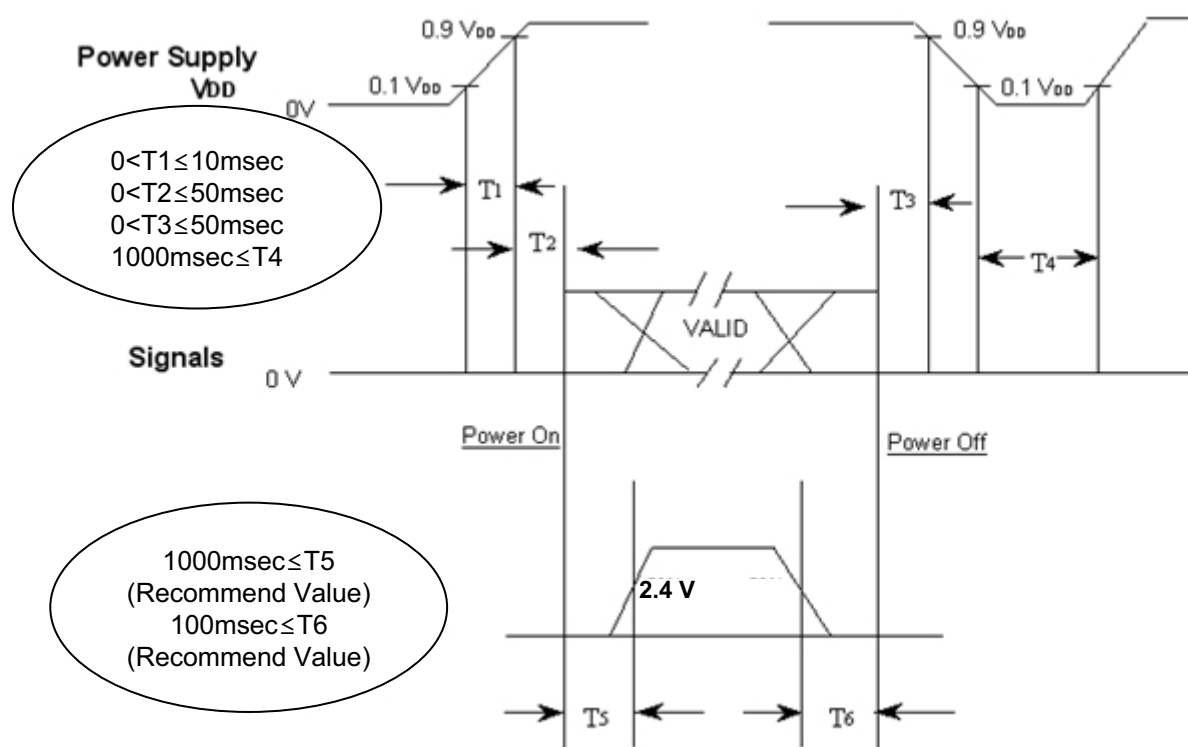 0.9 VDD
0.9 VDD
Power Supply
VDD
0.1 VDD
0.1 VDD
0V
0<T1≤10msec
0<T2≤50msec
0<T3≤50msec
1000msec≤T4
T1
T3
T2
T4
VALID
Signals
0 V
Power On
Power Off
1000msec≤T5
(Recommend Value)
100msec≤T6
(Recommend Value)
2.4 V
T5
T6